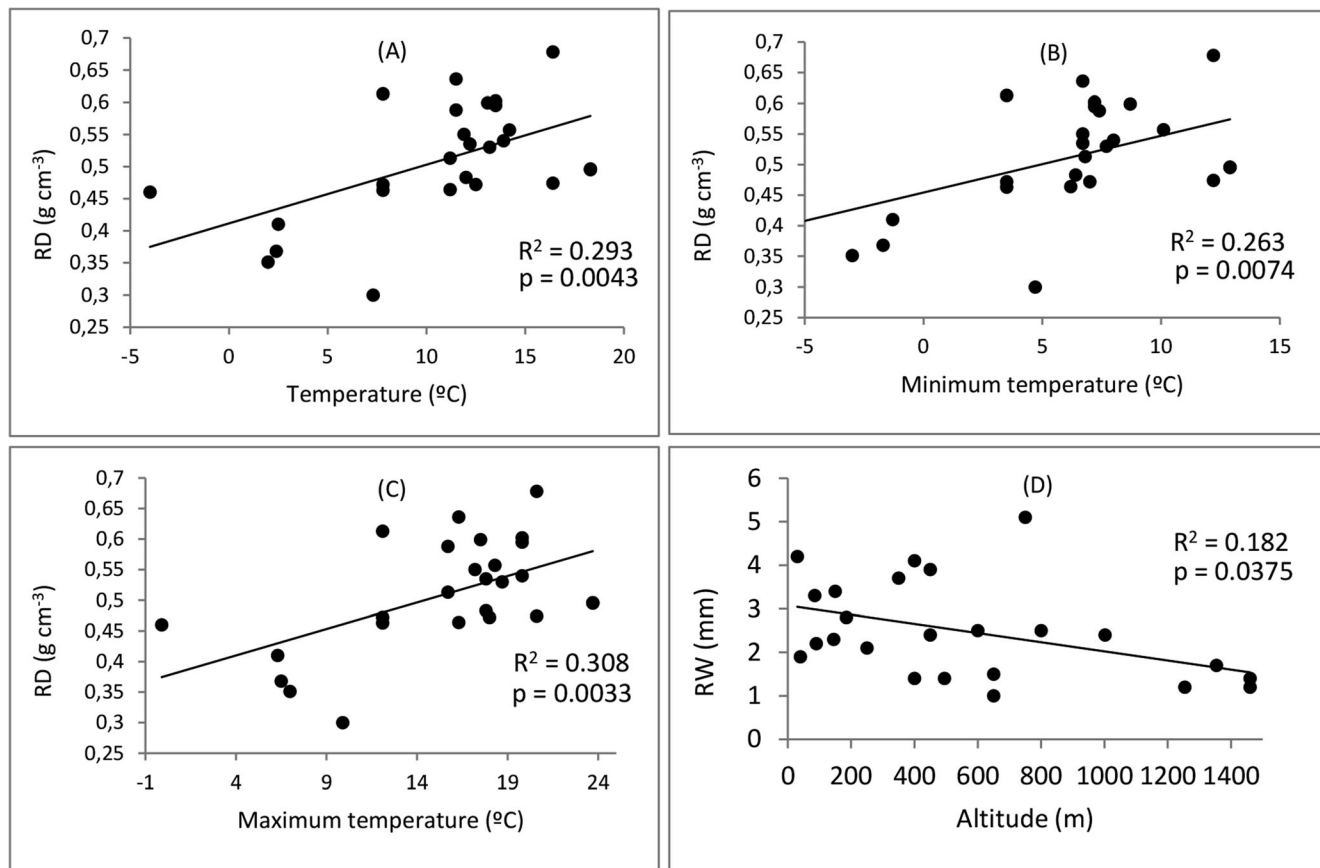 (A)
0,7
0,65
0,6
0,55
0,5
0,45
0,4
0,35
0,3
0,25
RD (g cm⁻³)
R² = 0.293
p = 0.0043
-5 0 5 10 15 20
Temperature (ºC)
(B)
0,7
0,65
0,6
0,55
0,5
0,45
0,4
0,35
0,3
0,25
RD (g cm⁻³)
R² = 0.263
p = 0.0074
-5 0 5 10 15
Minimum temperature (ºC)
(C)
0,7
0,65
0,6
0,55
0,5
0,45
0,4
0,35
0,3
0,25
RD (g cm⁻³)
R² = 0.308
p = 0.0033
-1 4 9 14 19 24
Maximum temperature (ºC)
(D)
6
5
4
3
2
1
0
RW (mm)
R² = 0.182
p = 0.0375
0 200 400 600 800 1000 1200 1400
Altitude (m)